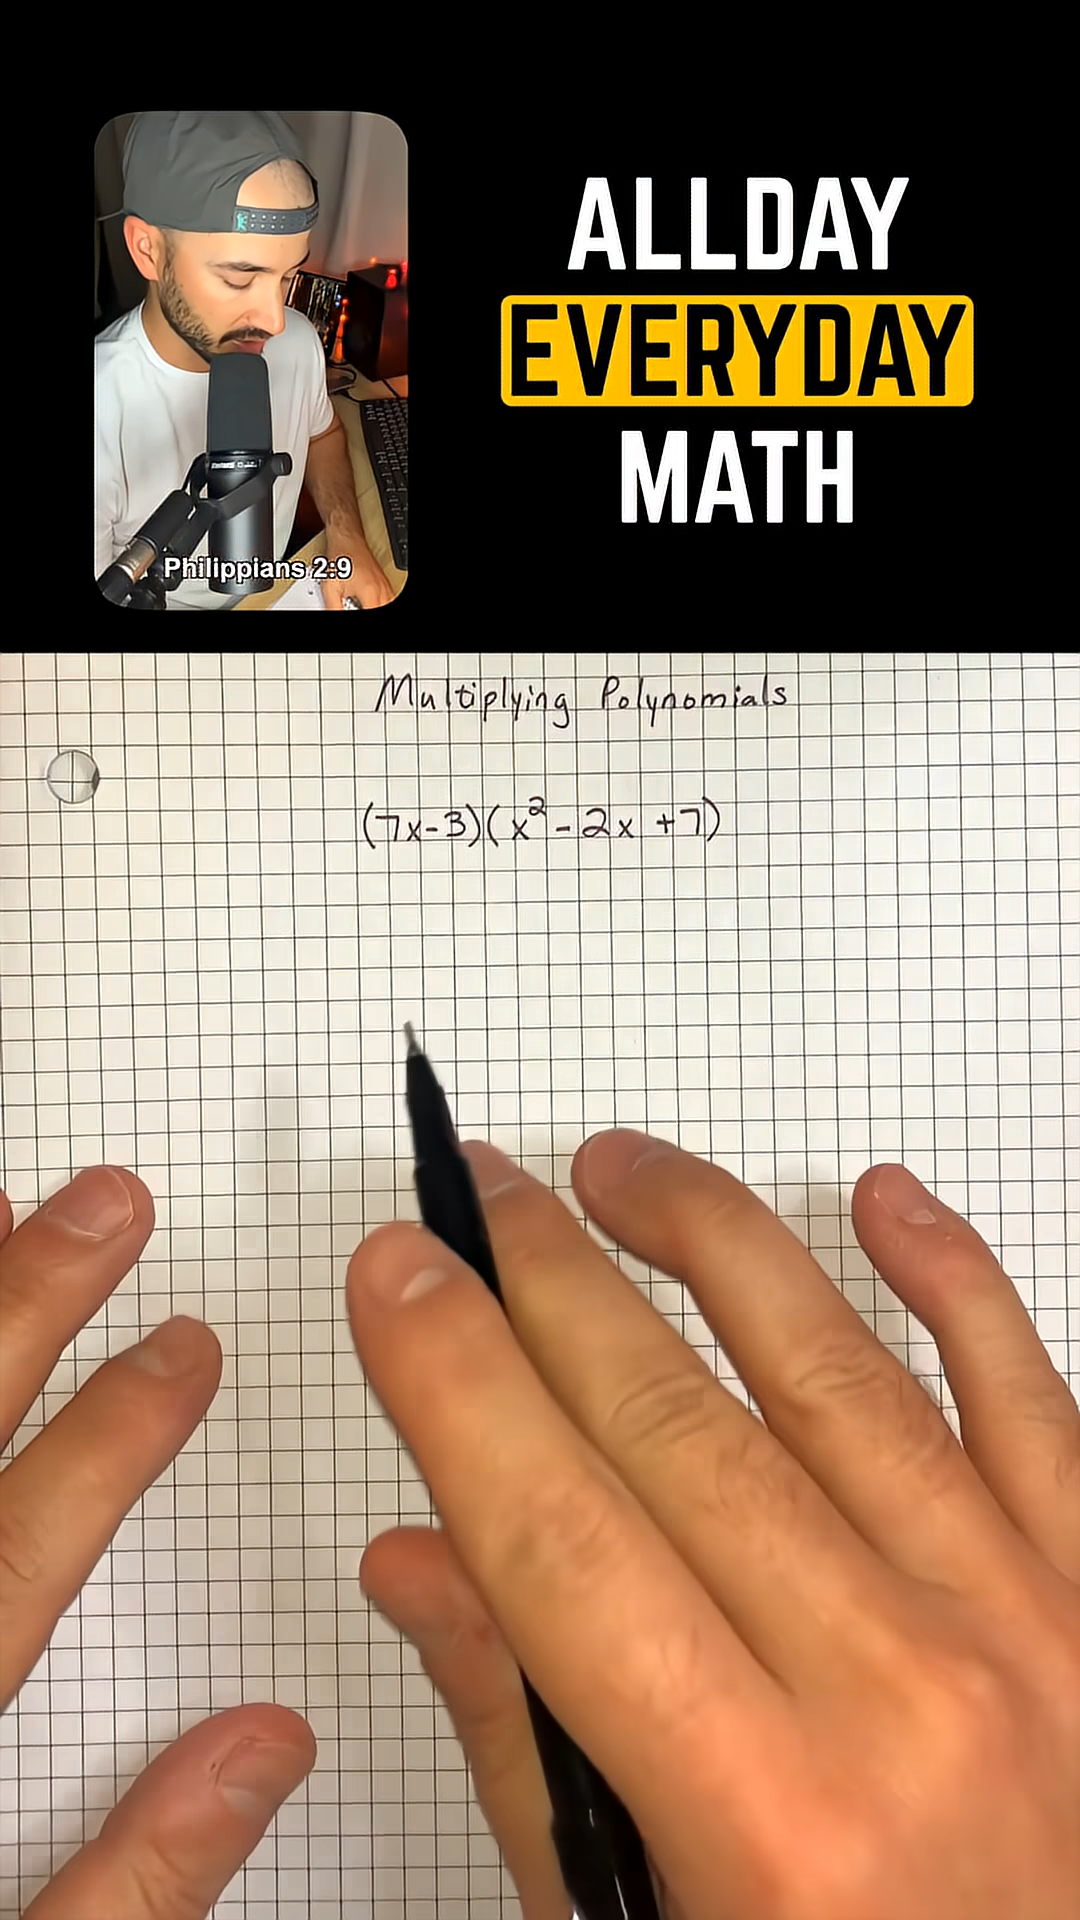 ALLDAY
EVERYDAY
MATH
Philippians 2:9
Multiplying Polynomials
(7x-3)(x² - 2x +7)